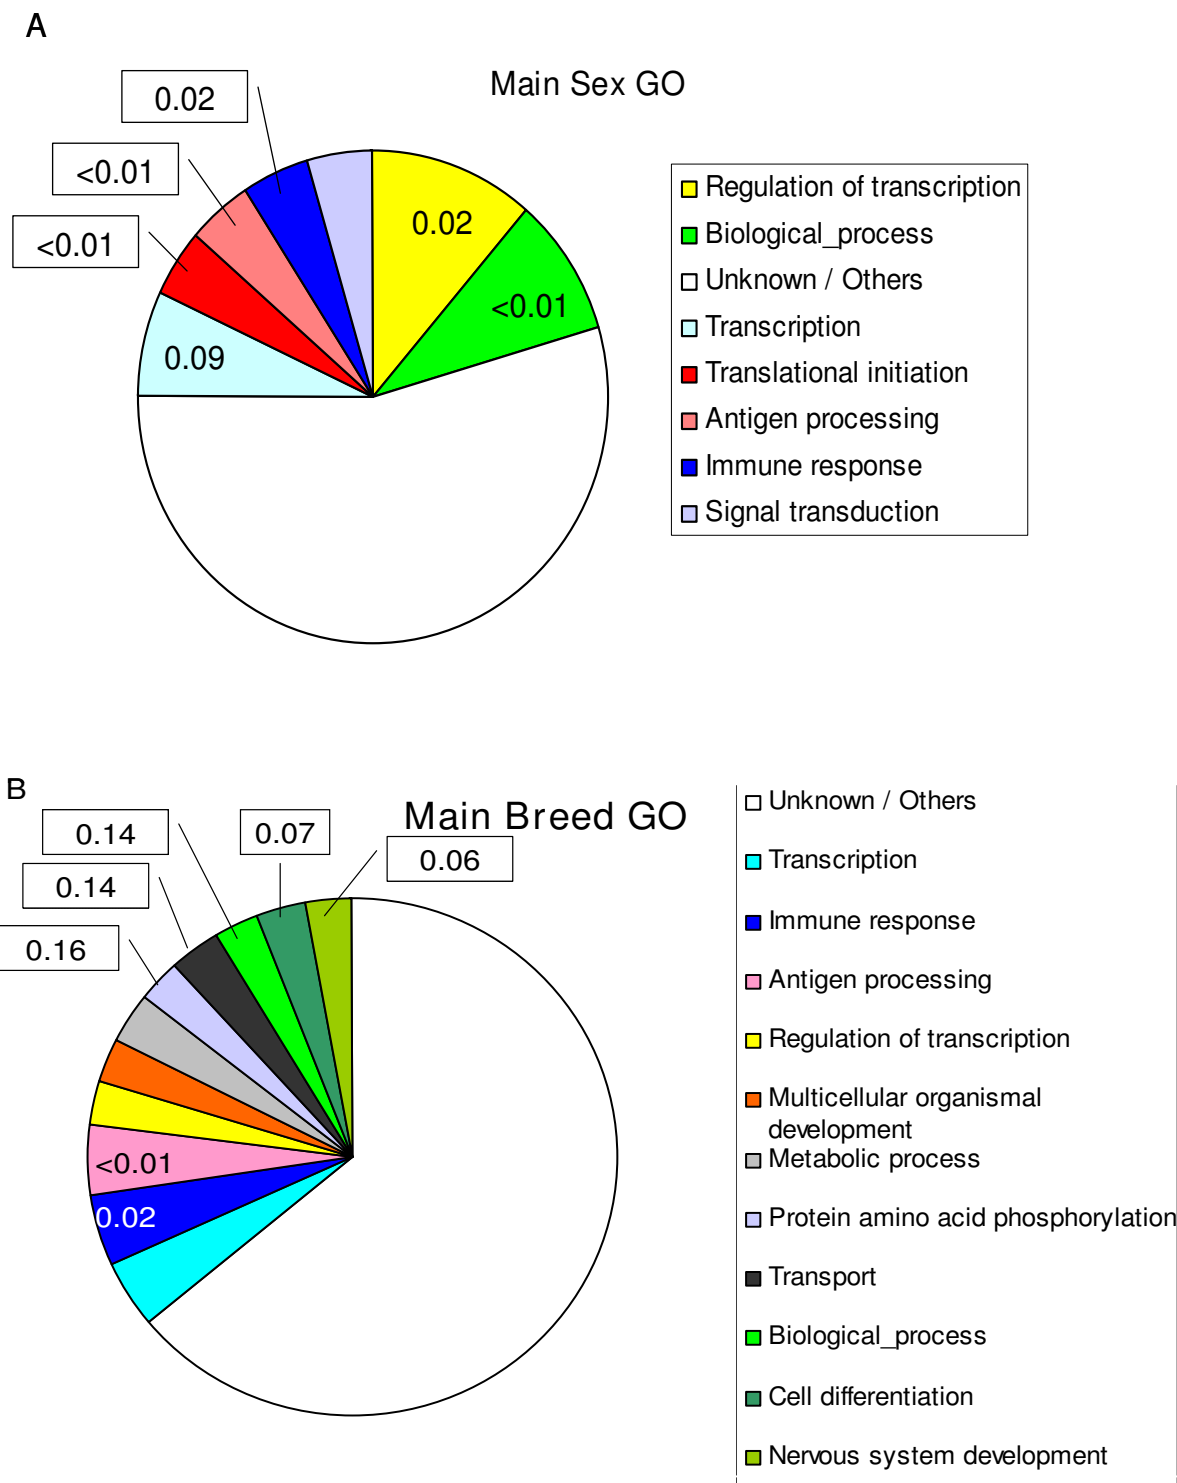 A
Main Sex GO
0.02
<0.01
<0.01
0.02
<0.01
0.09
Regulation of transcription
Biological_process
Unknown / Others
Transcription
Translational initiation
Antigen processing
Immune response
Signal transduction
B
Main Breed GO
0.14
0.07
0.06
0.14
0.16
<0.01
0.02
Unknown / Others
Transcription
Immune response
Antigen processing
Regulation of transcription
Multicellular organismal
development
Metabolic process
Protein amino acid phosphorylation
Transport
Biological_process
Cell differentiation
Nervous system development